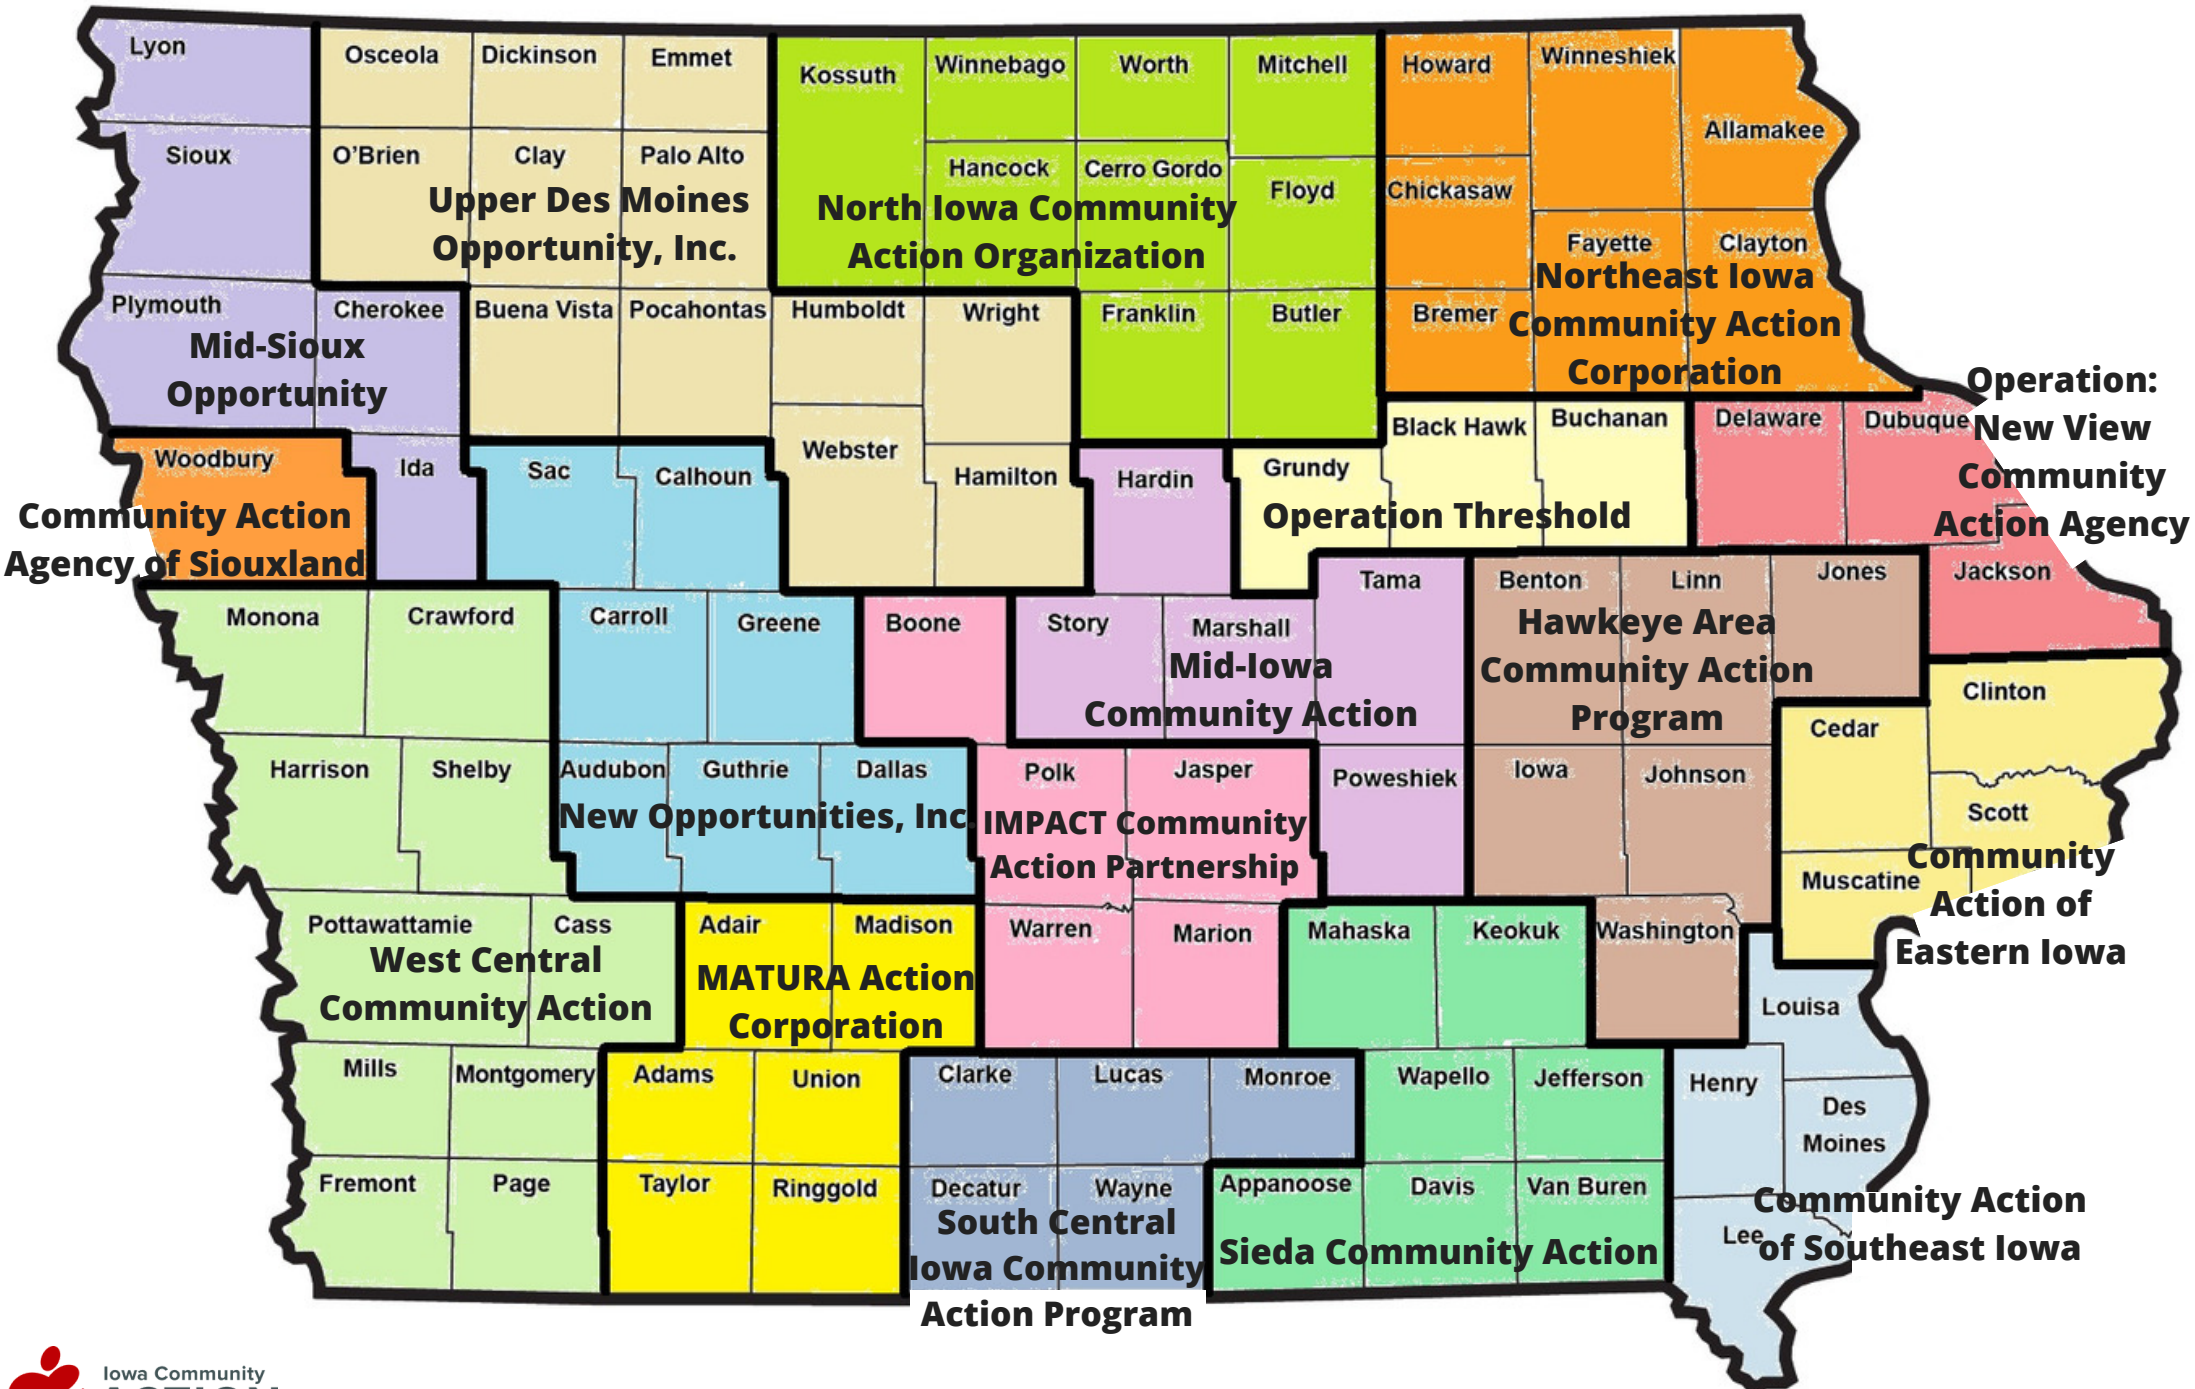 Lyon
Osceola
Dickinson
Emmet
Kossuth
Winnebago
Worth
Mitchell
Howard
Winneshiek
Allamakee
Sioux
O'Brien
Clay
Palo Alto
Hancock
Cerro Gordo
Floyd
Chickasaw
Upper Des Moines
Opportunity, Inc.
North Iowa Community
Action Organization
Fayette
Clayton
Northeast Iowa
Community Action
Corporation
Plymouth
Cherokee
Buena Vista
Pocahontas
Humboldt
Wright
Franklin
Butler
Bremer
Mid-Sioux
Opportunity
Operation:
New View
Community
Action Agency
Black Hawk
Buchanan
Delaware
Dubuque
Woodbury
Ida
Sac
Calhoun
Webster
Hamilton
Hardin
Grundy
Operation Threshold
Community Action
Agency of Siouxland
Tama
Benton
Linn
Jones
Jackson
Monona
Crawford
Carroll
Greene
Boone
Story
Marshall
Hawkeye Area
Community Action
Program
Mid-Iowa
Community Action
Clinton
Cedar
Harrison
Shelby
Audubon
Guthrie
Dallas
Polk
Jasper
Poweshiek
Iowa
Johnson
Scott
New Opportunities, Inc.
IMPACT Community
Action Partnership
Muscatine
Community
Action of
Eastern Iowa
Pottawattamie
Cass
Adair
Madison
Warren
Marion
Mahaska
Keokuk
Washington
West Central
Community Action
MATURA Action
Corporation
Louisa
Mills
Montgomery
Adams
Union
Clarke
Lucas
Monroe
Wapello
Jefferson
Henry
Des
Moines
Fremont
Page
Taylor
Ringgold
Decatur
Wayne
Appanoose
Davis
Van Buren
Lee
South Central
Iowa Community
Action Program
Sieda Community Action
Community Action
of Southeast Iowa
Iowa Community
ACTION